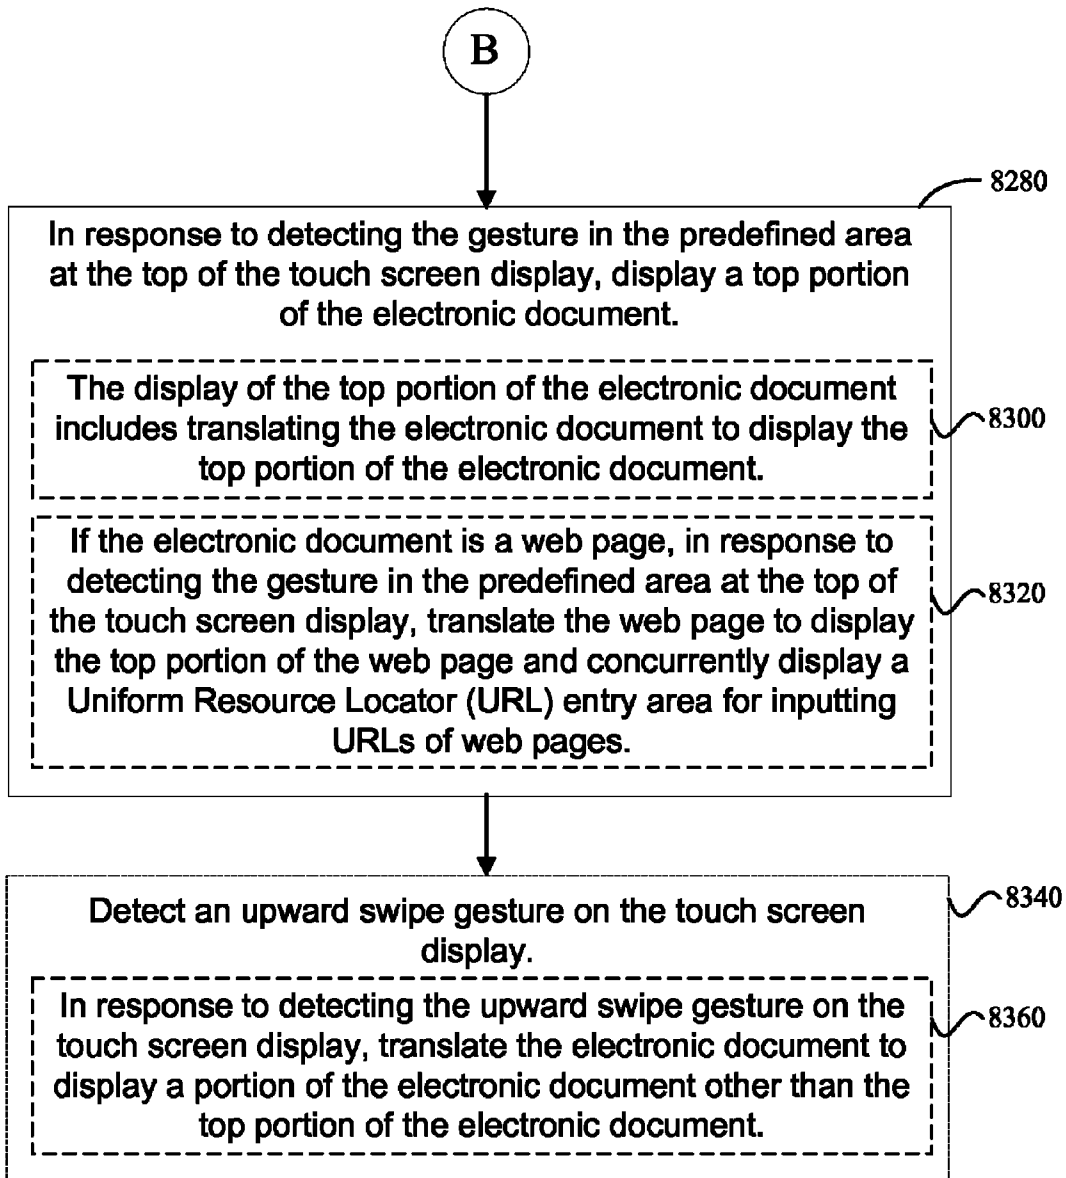 B
8280
In response to detecting the gesture in the predefined area
at the top of the touch screen display, display a top portion
of the electronic document.
The display of the top portion of the electronic document
includes translating the electronic document to display the
top portion of the electronic document.
8300
If the electronic document is a web page, in response to
detecting the gesture in the predefined area at the top of
the touch screen display, translate the web page to display
the top portion of the web page and concurrently display a
Uniform Resource Locator (URL) entry area for inputting
URLs of web pages.
8320
Detect an upward swipe gesture on the touch screen
display.
8340
In response to detecting the upward swipe gesture on the
touch screen display, translate the electronic document to
display a portion of the electronic document other than the
top portion of the electronic document.
8360